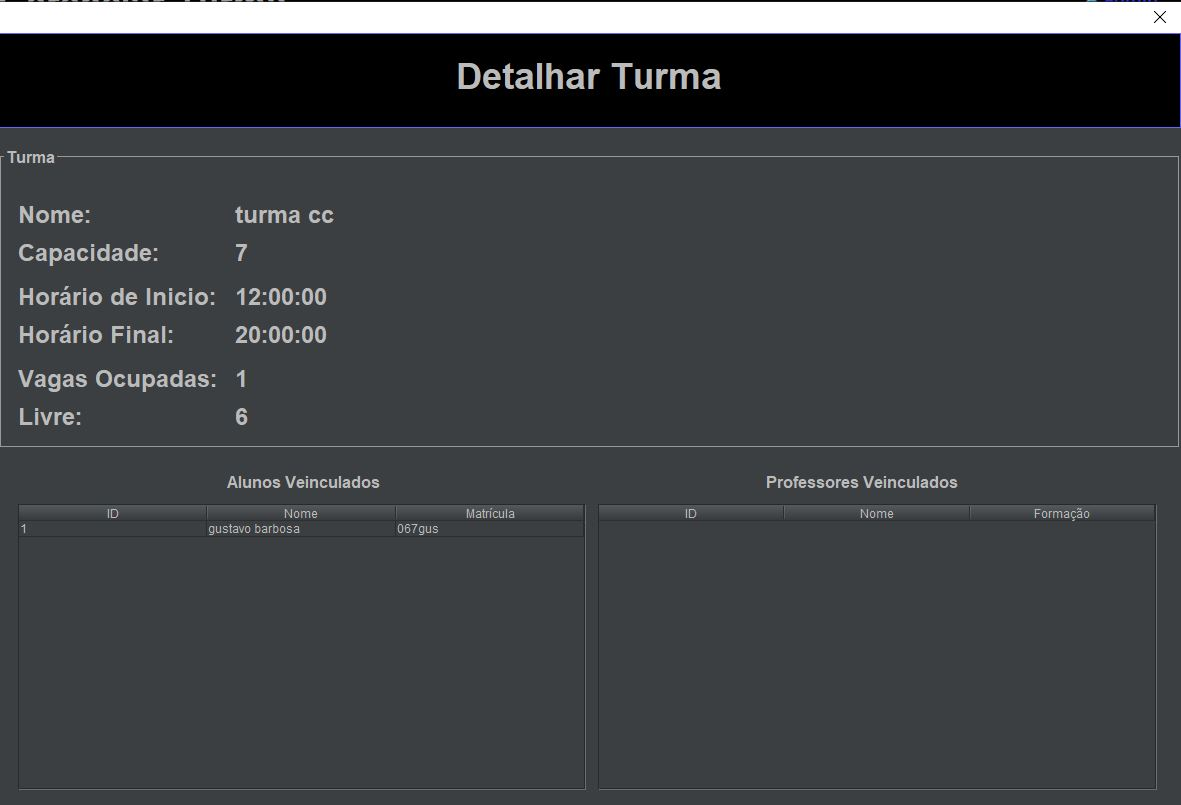 Detalhar Turma
Turma
Nome: turma cc
Capacidade: 7
Horário de Inicio: 12:00:00
Horário Final: 20:00:00
Vagas Ocupadas: 1
Livre: 6
Alunos Veinculados
ID Nome Matrícula
1 gustavo barbosa 067gus
Professores Veinculados
ID Nome Formação